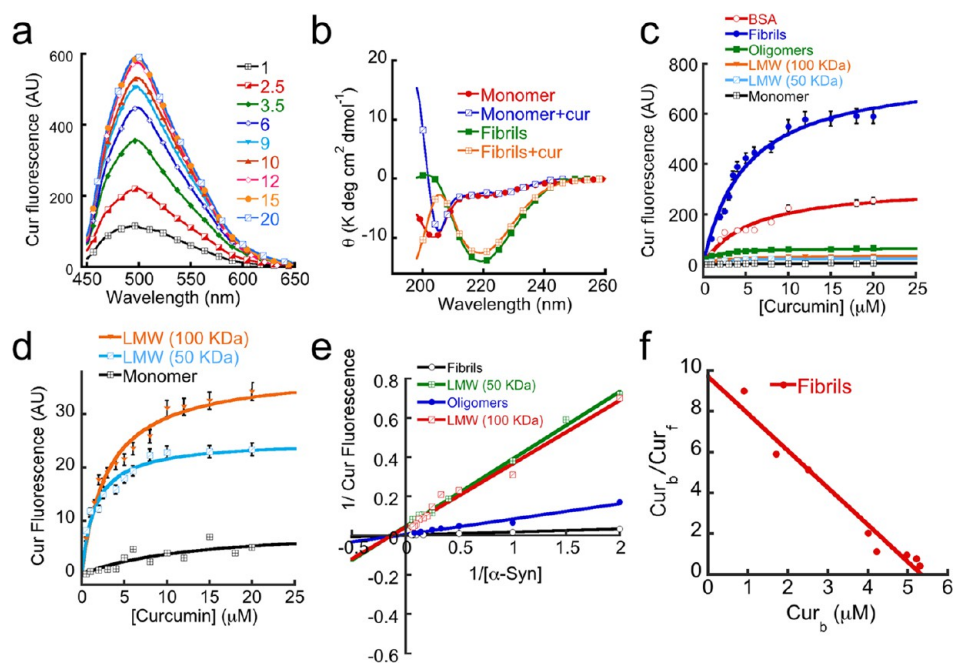 a
600
400
200
0
450
500
550
600
650
Cur fluorescence (AU)
Wavelength (nm)
1
2.5
3.5
6
9
10
12
15
20
b
20
10
0
-10
200
220
240
260
θ (K deg cm2 dmol-1)
Wavelength (nm)
Monomer
Monomer+cur
Fibrils
Fibrils+cur
c
BSA
Fibrils
Oligomers
LMW (100 KDa)
LMW (50 KDa)
Monomer
800
600
400
200
0
0
5
10
15
20
25
Cur fluorescence (AU)
[Curcumin] (μM)
d
LMW (100 KDa)
LMW (50 KDa)
Monomer
30
20
10
0
0
5
10
15
20
25
Cur Fluorescence (AU)
[Curcumin] (μM)
e
Fibrils
LMW (50 KDa)
Oligomers
LMW (100 KDa)
0.8
0.6
0.4
0.2
-0.2
-0.4
-0.6
0.5
1
1.5
2
1/ Cur Fluorescence
1/[α-Syn]
f
Fibrils
10
8
6
4
2
0
0
1
2
3
4
5
6
Curb/Curf
Curb (μM)